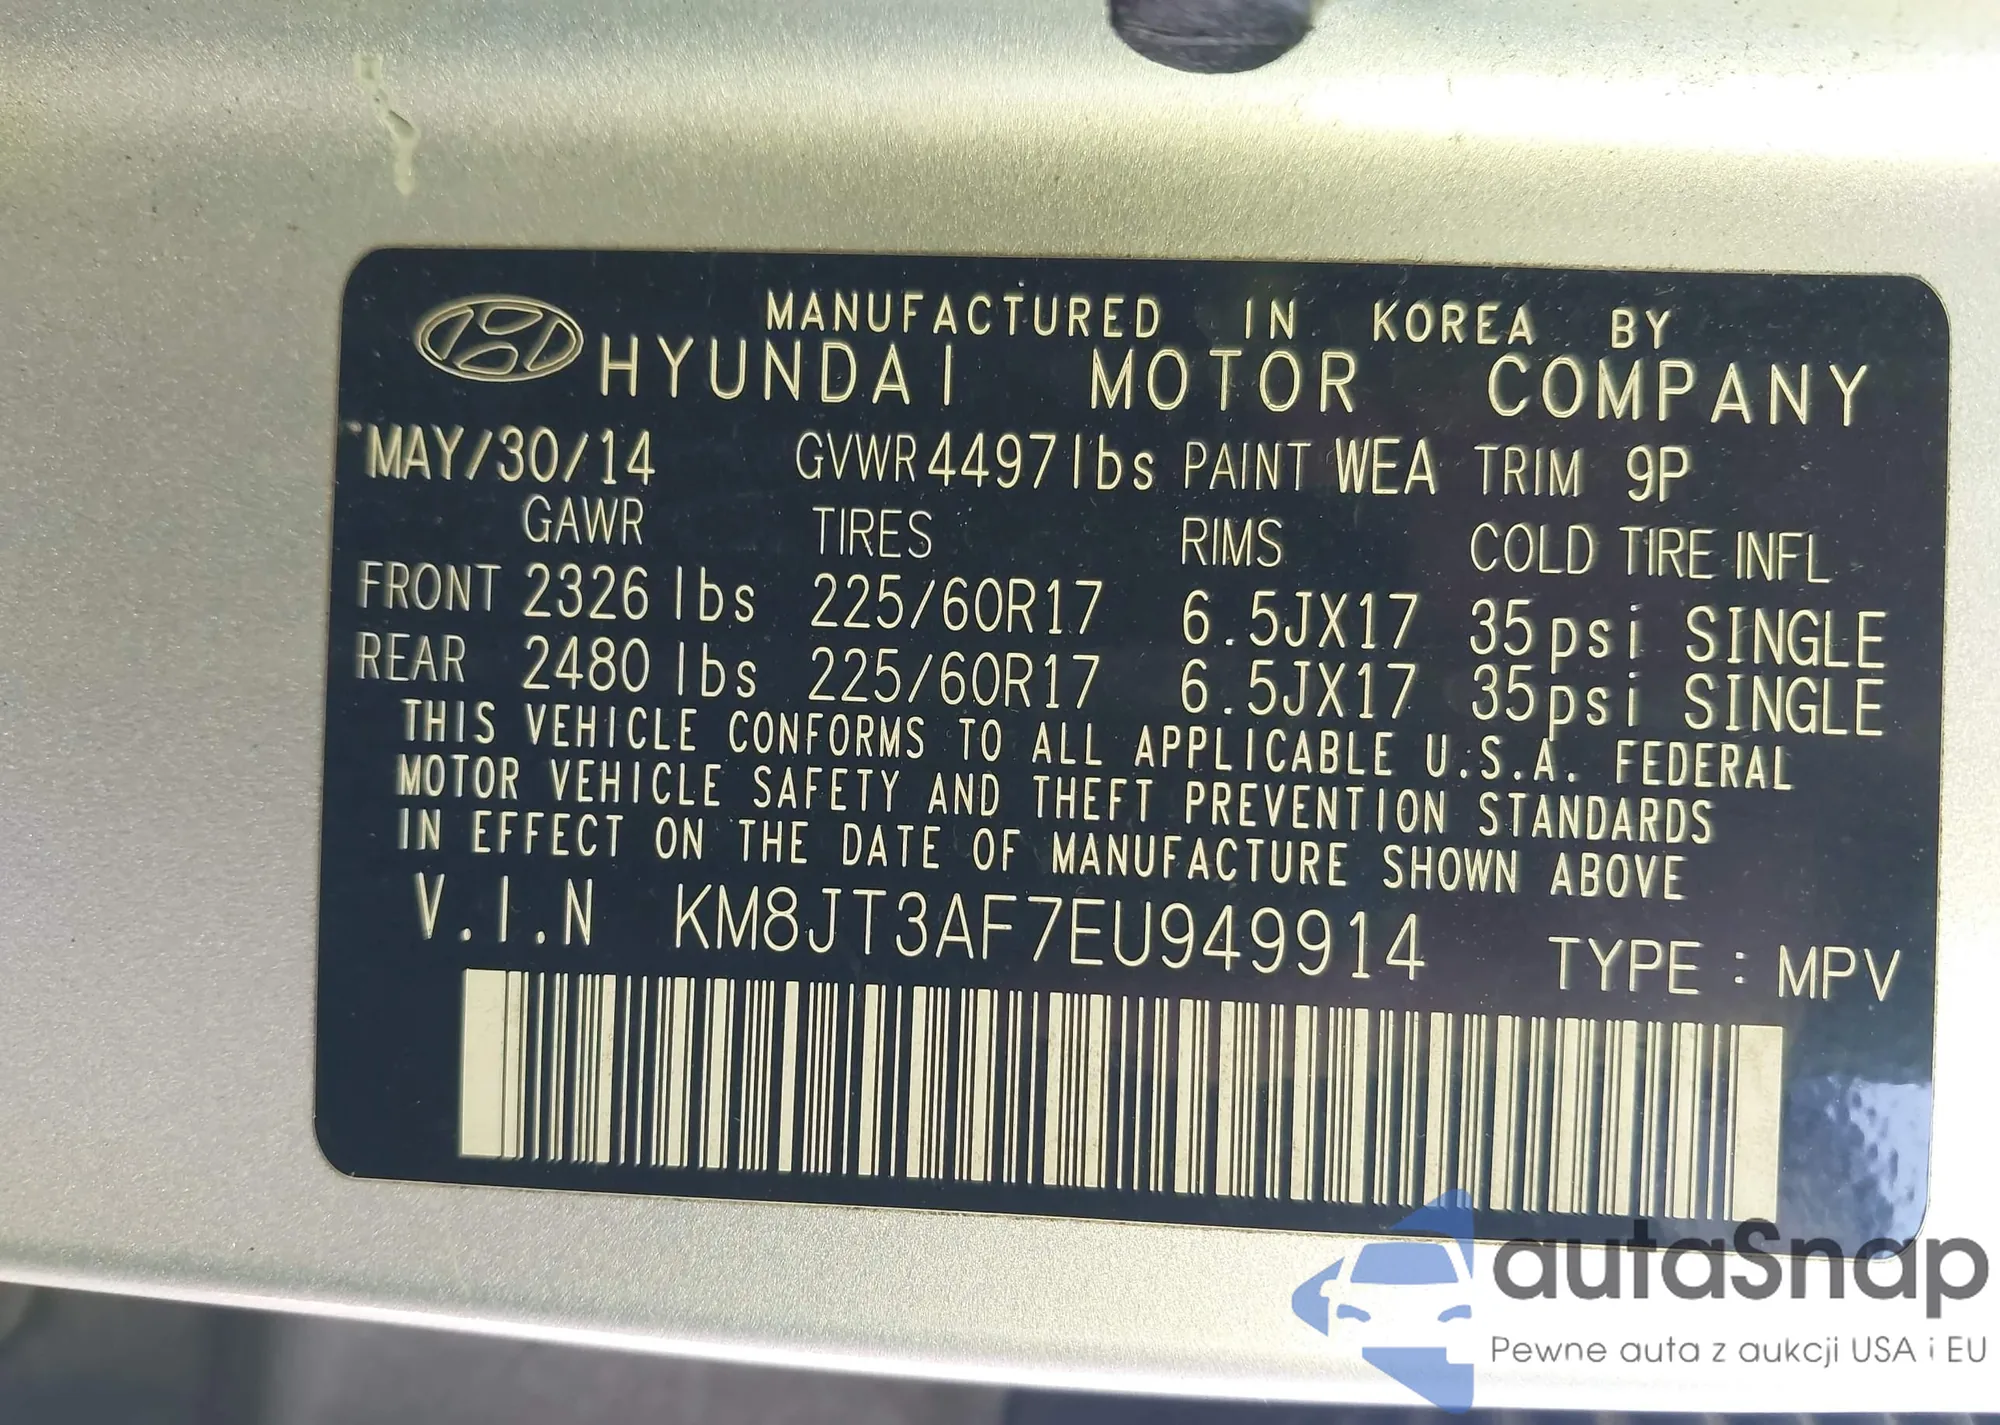 MANUFACTURED IN KOREA BY
HYUNDAI MOTOR COMPANY
MAY/30/14 GVWR 4497 lbs PAINT WEA TRIM 9P
GAWR TIRES RIMS COLD TIRE INFL
FRONT 2326 lbs 225/60R17 6.5JX17 35psi SINGLE
REAR 2480 lbs 225/60R17 6.5JX17 35psi SINGLE
THIS VEHICLE CONFORMS TO ALL APPLICABLE U.S.A. FEDERAL
MOTOR VEHICLE SAFETY AND THEFT PREVENTION STANDARDS
IN EFFECT ON THE DATE OF MANUFACTURE SHOWN ABOVE
V.I.N KM8JT3AF7EU949914 TYPE : MPV
autaSnap
Pewne auta z aukcji USA i EU